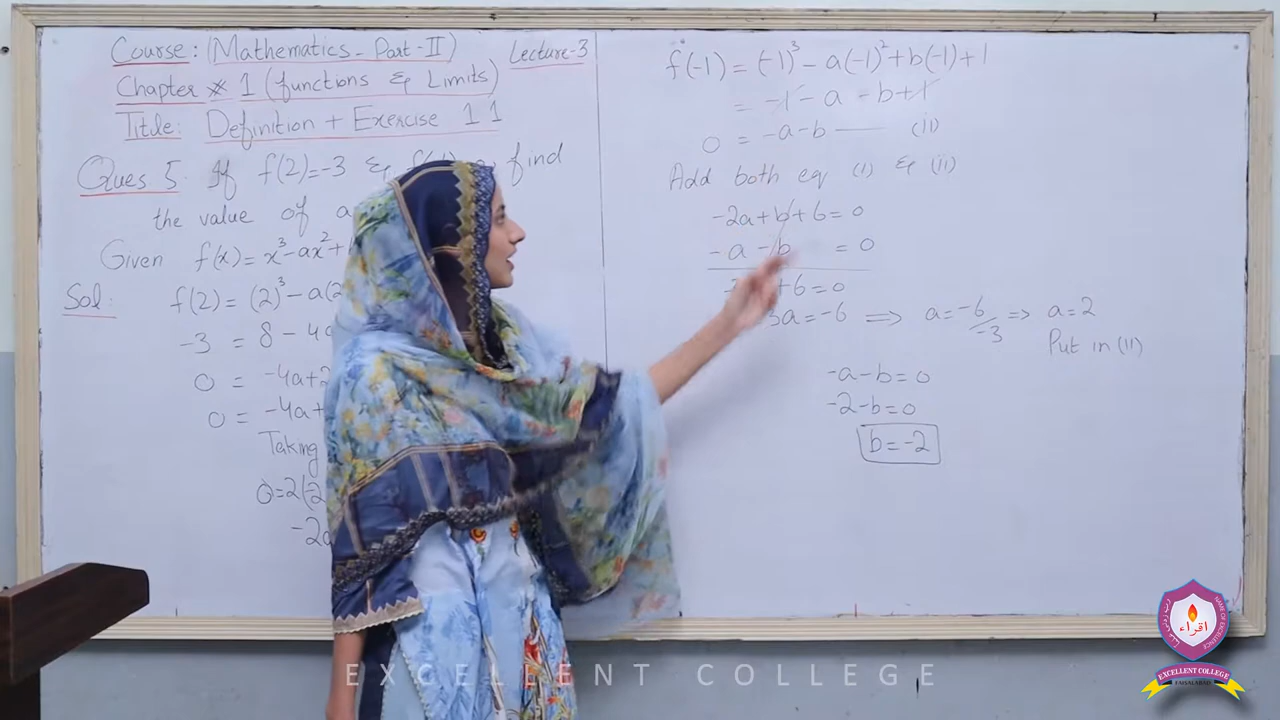 Course: (Mathematics - Part - II)
Lecture-3
Chapter # 1 (functions & Limits)
Title: Definition + Exercise 1.1
Ques 5. If f(2)=-3 & find
the value of a
Given f(x)= x³-ax²+
Sol:
f(2) = (2)³ - a(2
-3 = 8 - 4a
0 = -4a+2
0 = -4a+
Taking
0=2(-2
-2a
f(-1) = (-1)³ - a(-1)² + b(-1) + 1
= -1 - a - b + 1
0 = -a-b —— (ii)
Add both eq (i) & (ii)
-2a+b+6=0
-a-b = 0
+6=0
3a=-6 ⟹ a=-6/-3 ⟹ a=2
Put in (II)
-a-b=0
-2-b=0
b=-2
اقراء
EXCELLENT COLLEGE
FAISALABAD
EXCELLENT COLLEGE